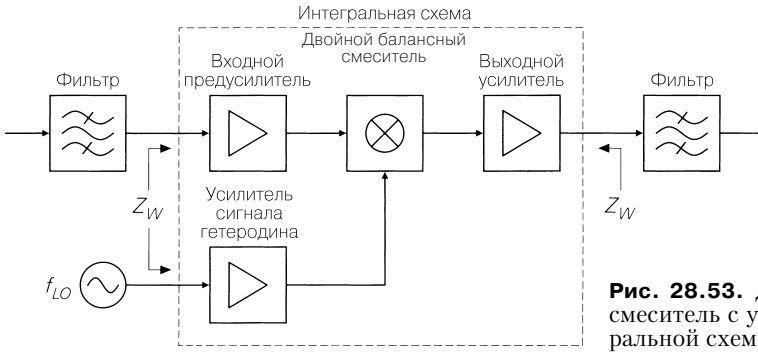 Интегральная схема
Двойной балансный
смеситель
Входной
предусилитель
Выходной
усилитель
Фильтр
Фильтр
Z_W
Z_W
Усилитель
сигнала
гетеродина
f_LO
Рис. 28.53.
смеситель с у
ральной схем